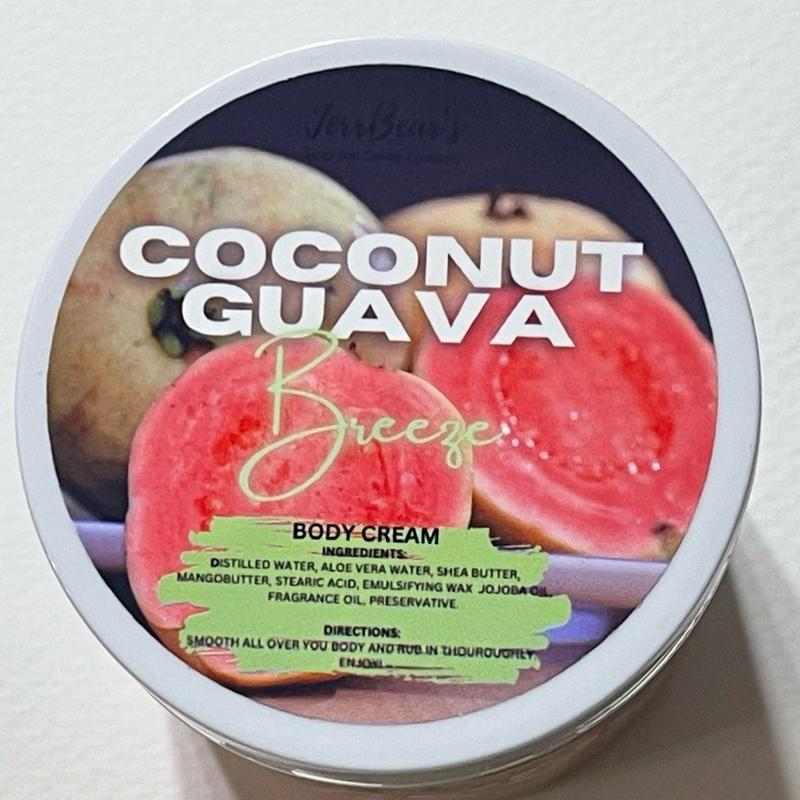 JerriBear's
COCONUT
GUAVA
Breeze
BODY CREAM
INGREDIENTS:
DISTILLED WATER, ALOE VERA WATER, SHEA BUTTER,
MANGOBUTTER, STEARIC ACID, EMULSIFYING WAX JOJOBA OIL,
FRAGRANCE OIL, PRESERVATIVE.
DIRECTIONS:
SMOOTH ALL OVER YOU BODY AND RUB IN THOUROUGHLY.
ENJOY!